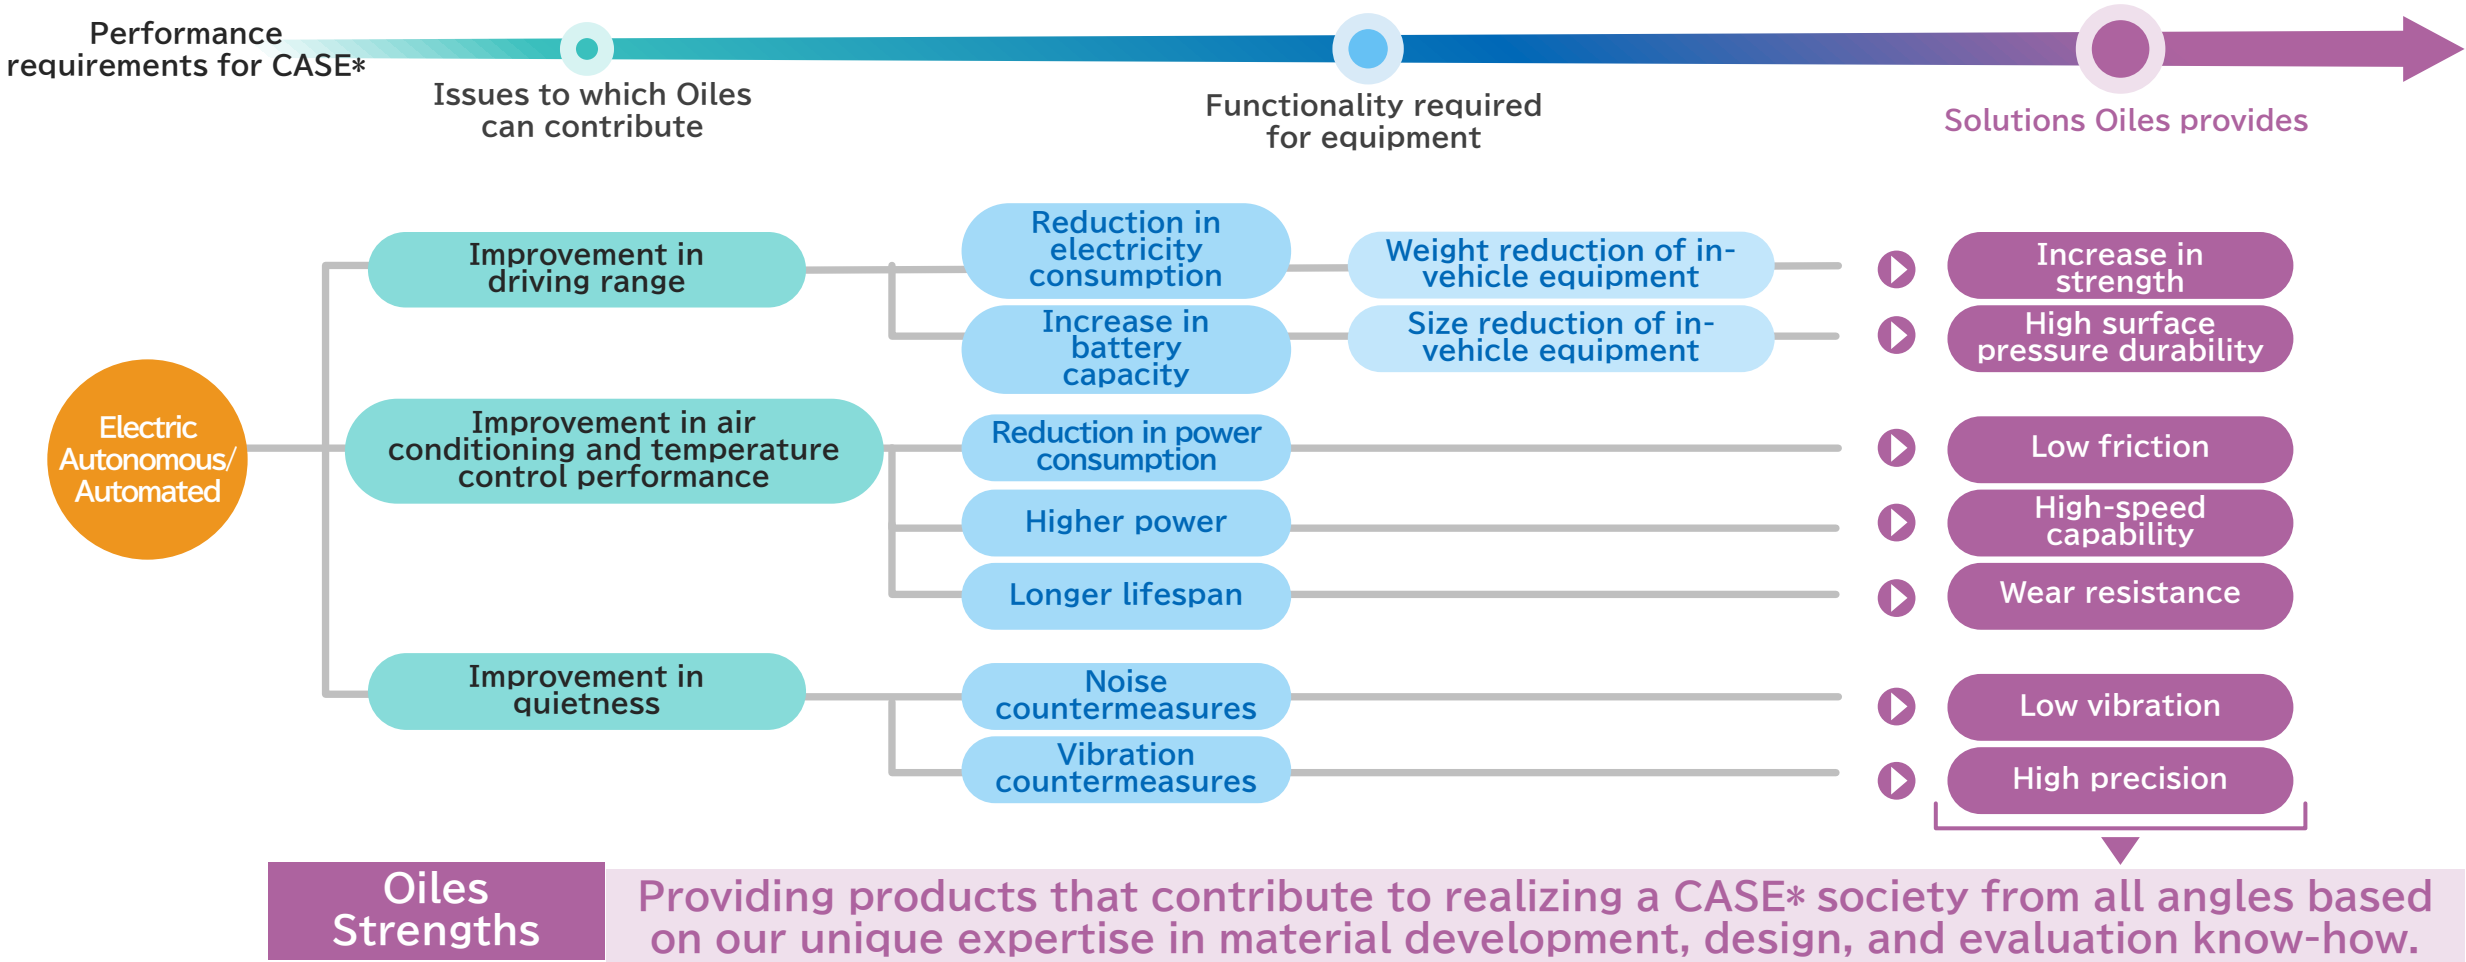 Performance
requirements for CASE*
Issues to which Oiles
can contribute
Functionality required
for equipment
Solutions Oiles provides
Electric
Autonomous/
Automated
Improvement in
driving range
Reduction in
electricity
consumption
Weight reduction of in-
vehicle equipment
Increase in
strength
Increase in
battery
capacity
Size reduction of in-
vehicle equipment
High surface
pressure durability
Improvement in air
conditioning and temperature
control performance
Reduction in power
consumption
Low friction
Higher power
High-speed
capability
Longer lifespan
Wear resistance
Improvement in
quietness
Noise
countermeasures
Low vibration
Vibration
countermeasures
High precision
Oiles
Strengths
Providing products that contribute to realizing a CASE* society from all angles based
on our unique expertise in material development, design, and evaluation know-how.